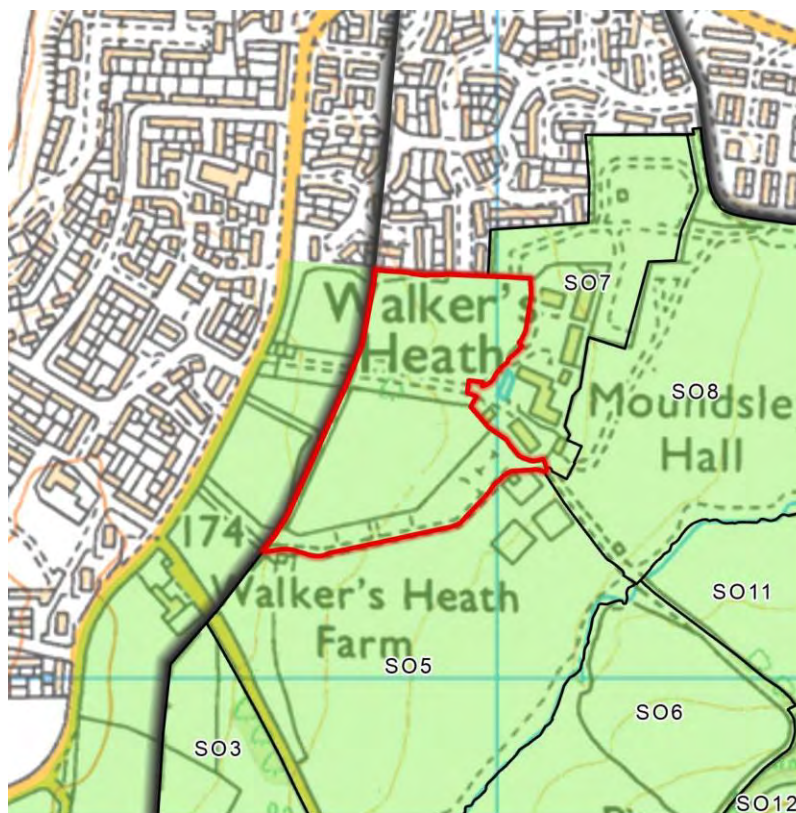 SO7
Walker's
Heath
SO8
Moundsle
Hall
174
SO11
Walker's Heath
Farm
SO5
SO6
SO3
SO12